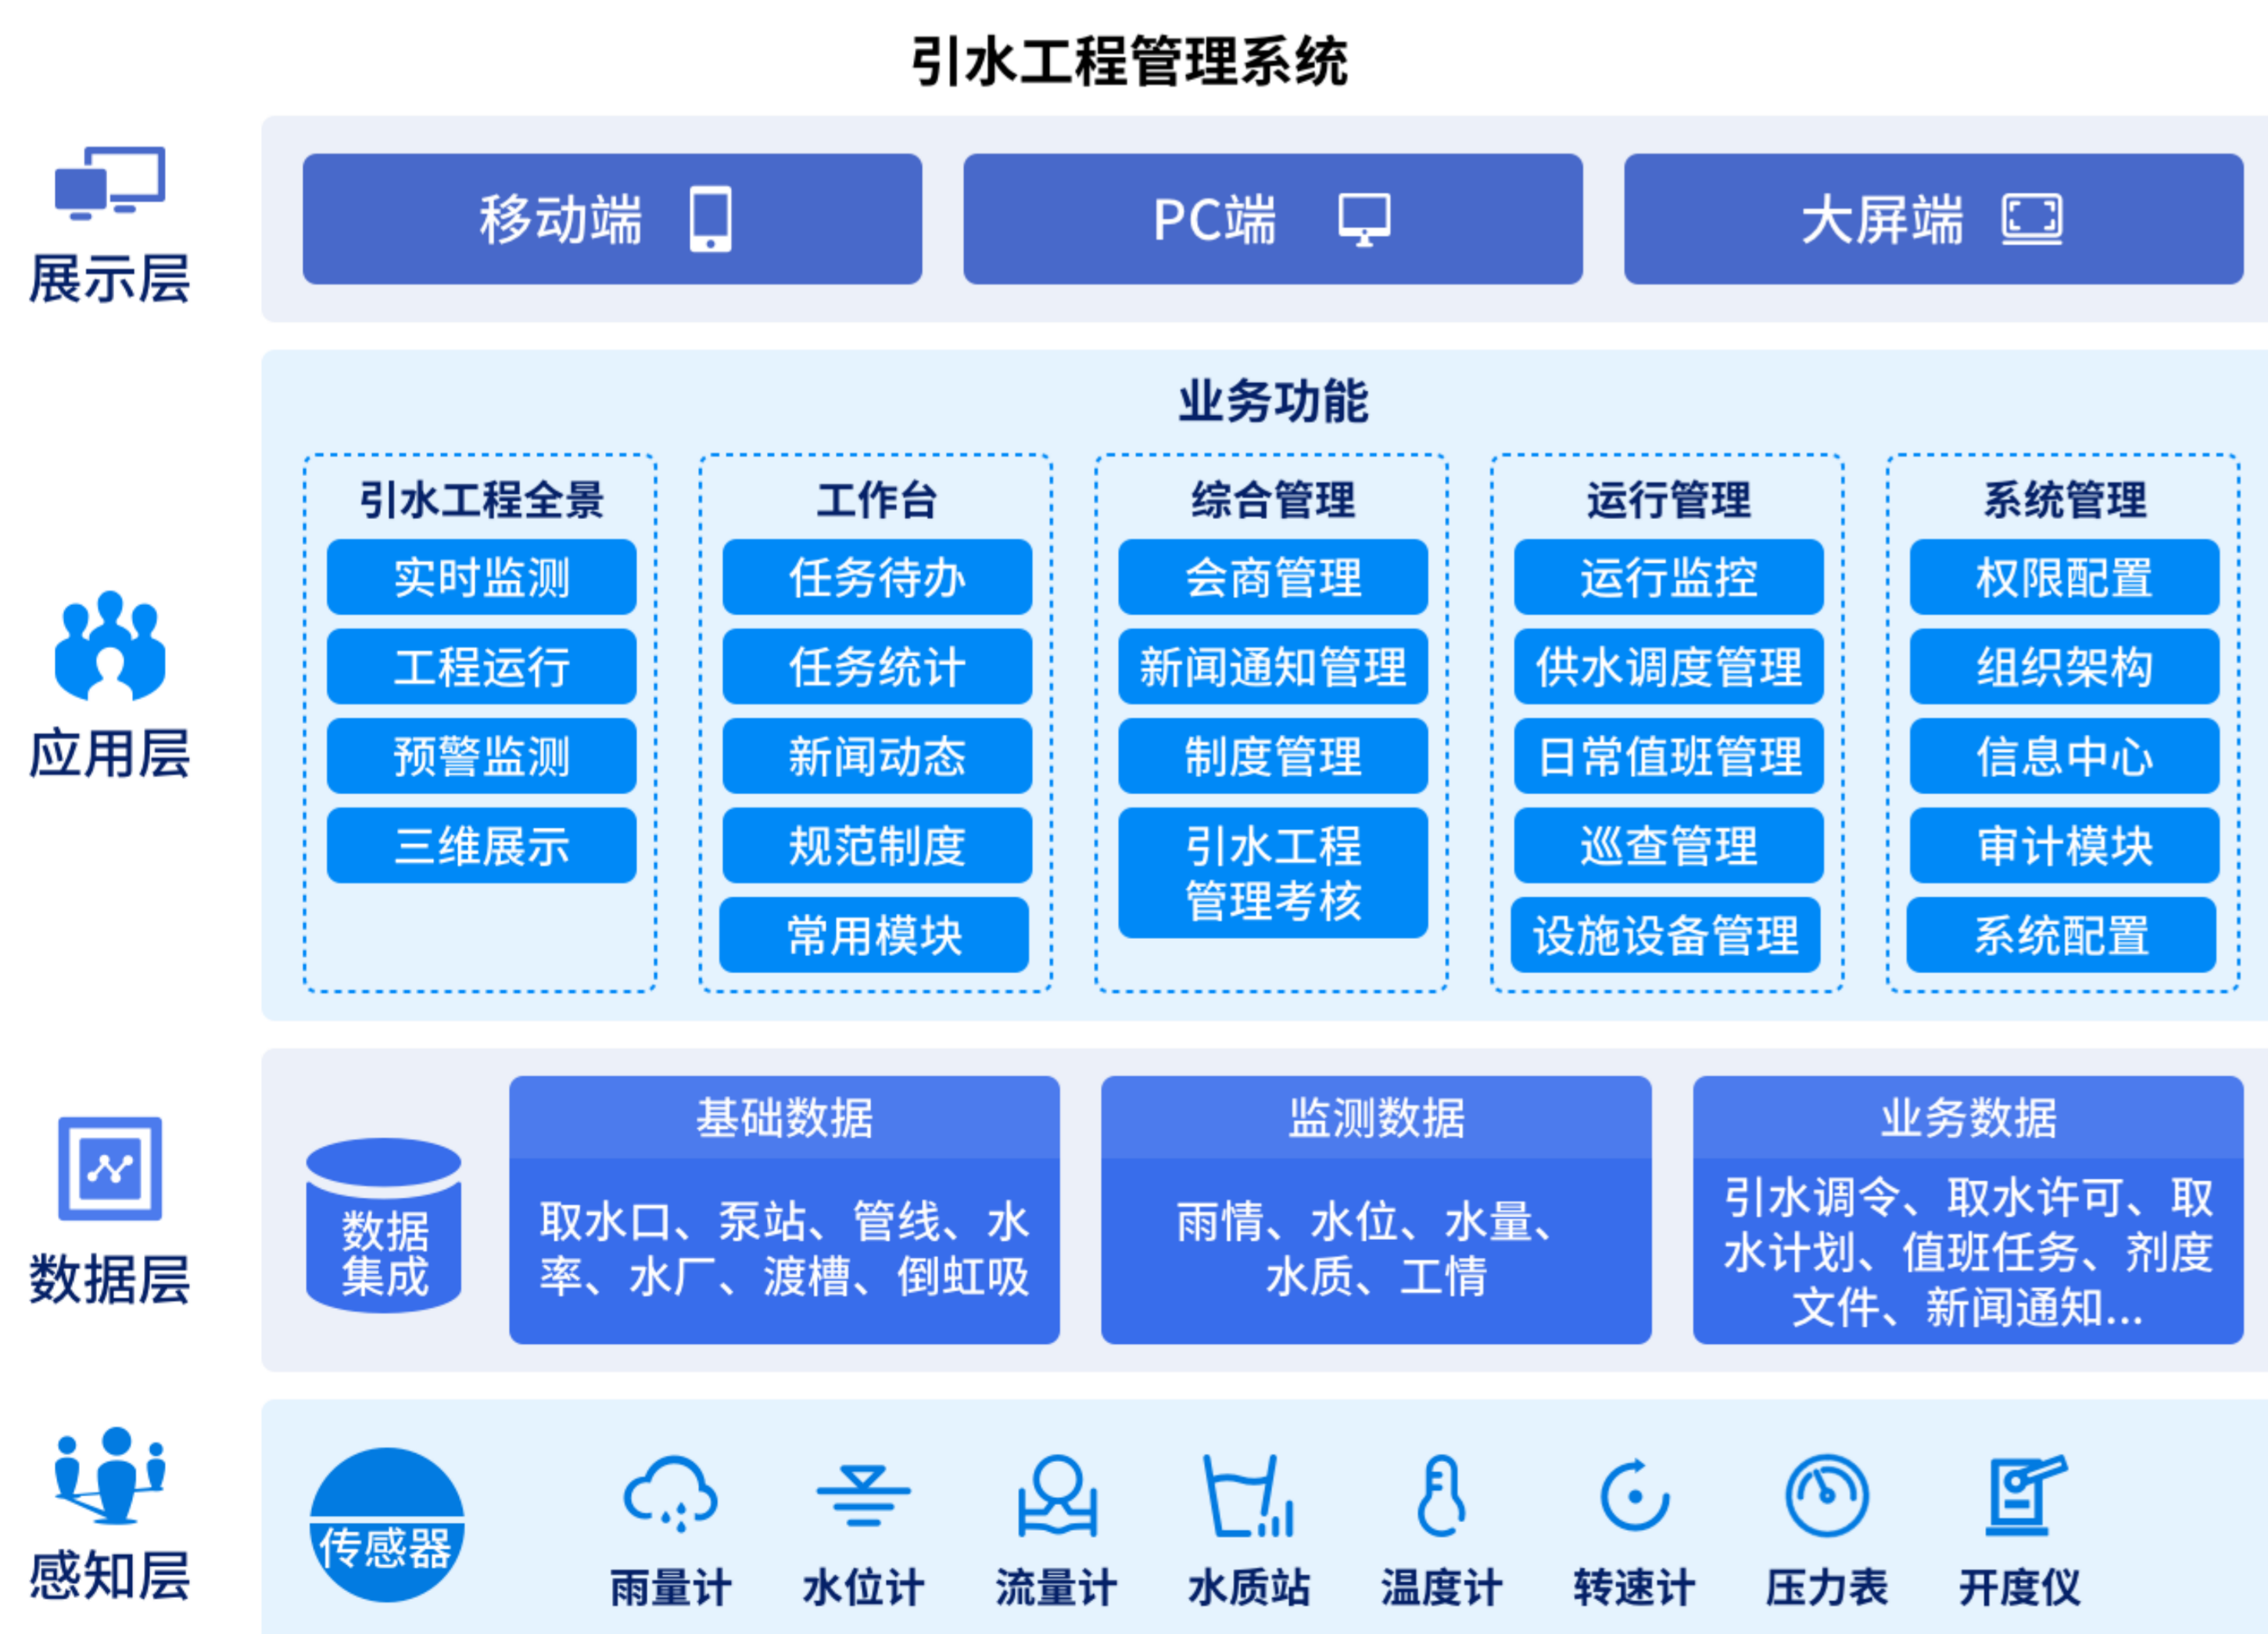 引水工程管理系统
展示层
移动端
PC端
大屏端
应用层
业务功能
引水工程全景
实时监测
工程运行
预警监测
三维展示
工作台
任务待办
任务统计
新闻动态
规范制度
常用模块
综合管理
会商管理
新闻通知管理
制度管理
引水工程
管理考核
运行管理
运行监控
供水调度管理
日常值班管理
巡查管理
设施设备管理
系统管理
权限配置
组织架构
信息中心
审计模块
系统配置
数据层
数据
集成
基础数据
取水口、泵站、管线、水
率、水厂、渡槽、倒虹吸
监测数据
雨情、水位、水量、
水质、工情
业务数据
引水调令、取水许可、取
水计划、值班任务、剂度
文件、新闻通知...
感知层
传感器
雨量计
水位计
流量计
水质站
温度计
转速计
压力表
开度仪